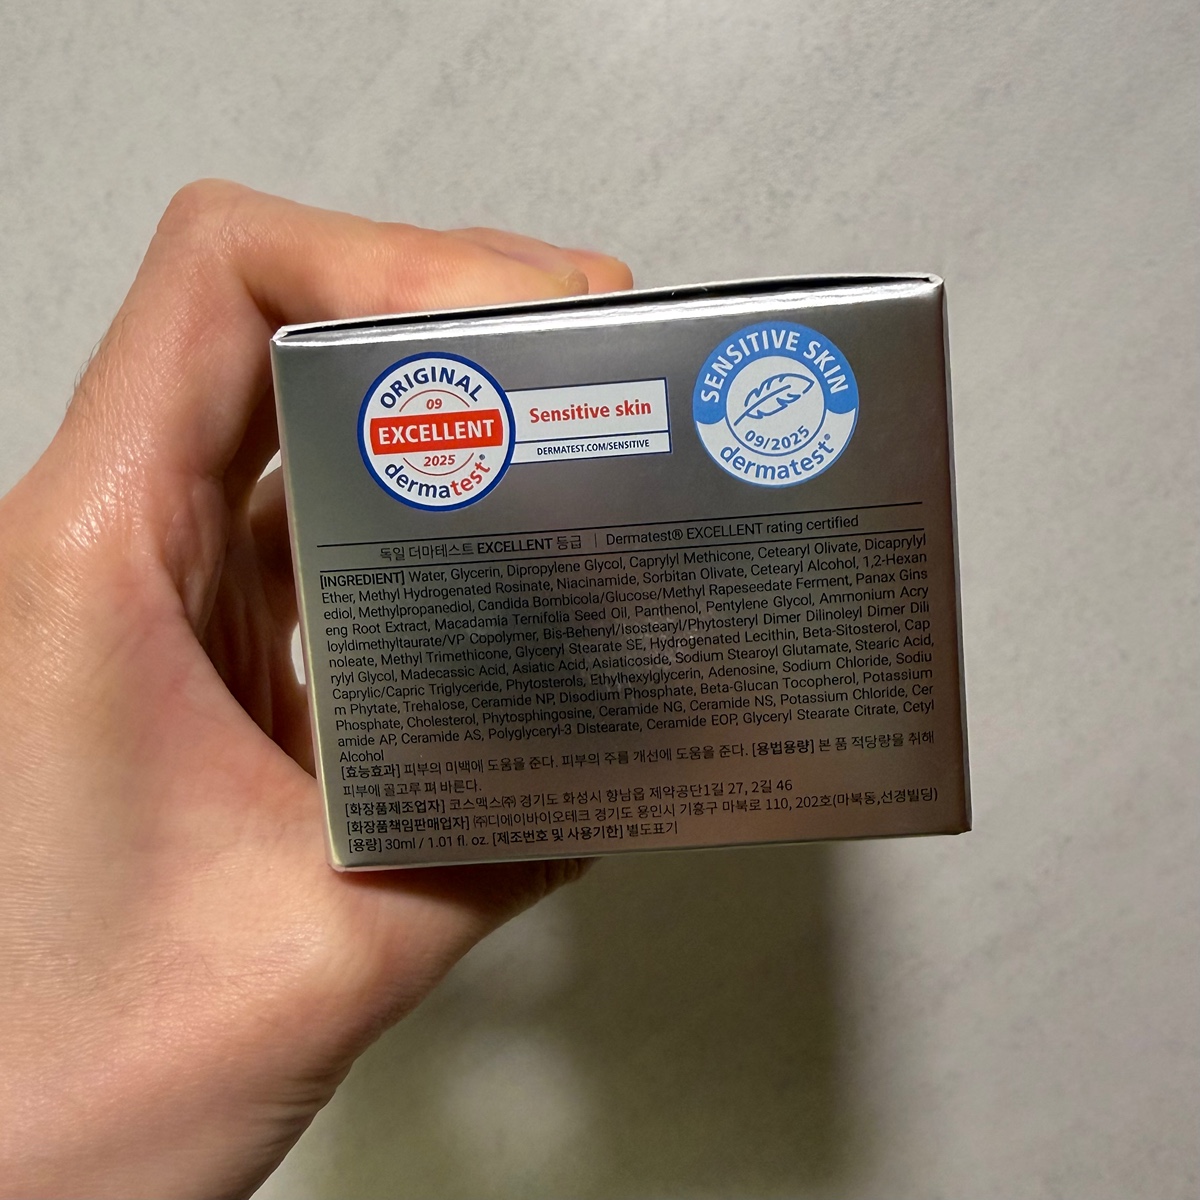 ORIGINAL
09
EXCELLENT
2025
dermatest®
Sensitive skin
DERMATEST.COM/SENSITIVE
SENSITIVE SKIN
09/2025
dermatest®
독일 더마테스트 EXCELLENT 등급 | Dermatest® EXCELLENT rating certified
[INGREDIENT] Water, Glycerin, Dipropylene Glycol, Caprylyl Methicone, Cetearyl Olivate, Dicaprylyl
Ether, Methyl Hydrogenated Rosinate, Niacinamide, Sorbitan Olivate, Cetearyl Alcohol, 1,2-Hexan
ediol, Methylpropanediol, Candida Bombicola/Glucose/Methyl Rapeseedate Ferment, Panax Gins
eng Root Extract, Macadamia Ternifolia Seed Oil, Panthenol, Pentylene Glycol, Ammonium Acry
loyldimethyltaurate/VP Copolymer, Bis-Behenyl/isostearyl/Phytosteryl Dimer Dilinoleyl Dimer Dili
noleate, Methyl Trimethicone, Glyceryl Stearate SE, Hydrogenated Lecithin, Beta-Sitosterol, Cap
rylyl Glycol, Madecassic Acid, Asiatic Acid, Asiaticoside, Sodium Stearoyl Glutamate, Stearic Acid,
Caprylic/Capric Triglyceride, Phytosterols, Ethylhexylglycerin, Adenosine, Sodium Chloride, Sodiu
m Phytate, Trehalose, Ceramide NP, Disodium Phosphate, Beta-Glucan Tocopherol, Potassium
Phosphate, Cholesterol, Phytosphingosine, Ceramide NG, Ceramide NS, Potassium Chloride, Cer
amide AP, Ceramide AS, Polyglyceryl-3 Distearate, Ceramide EOP, Glyceryl Stearate Citrate, Cetyl
Alcohol
[효능효과] 피부의 미백에 도움을 준다. 피부의 주름 개선에 도움을 준다. [용법용량] 본 품 적당량을 취해
피부에 골고루 펴 바른다.
[화장품제조업자] 코스맥스㈜ 경기도 화성시 향남읍 제약공단1길 27, 2길 46
[화장품책임판매업자] ㈜디에이바이오테크 경기도 용인시 기흥구 마북로 110, 202호(마북동,선경빌딩)
[용량] 30ml / 1.01 fl. oz. [제조번호 및 사용기한] 별도표기